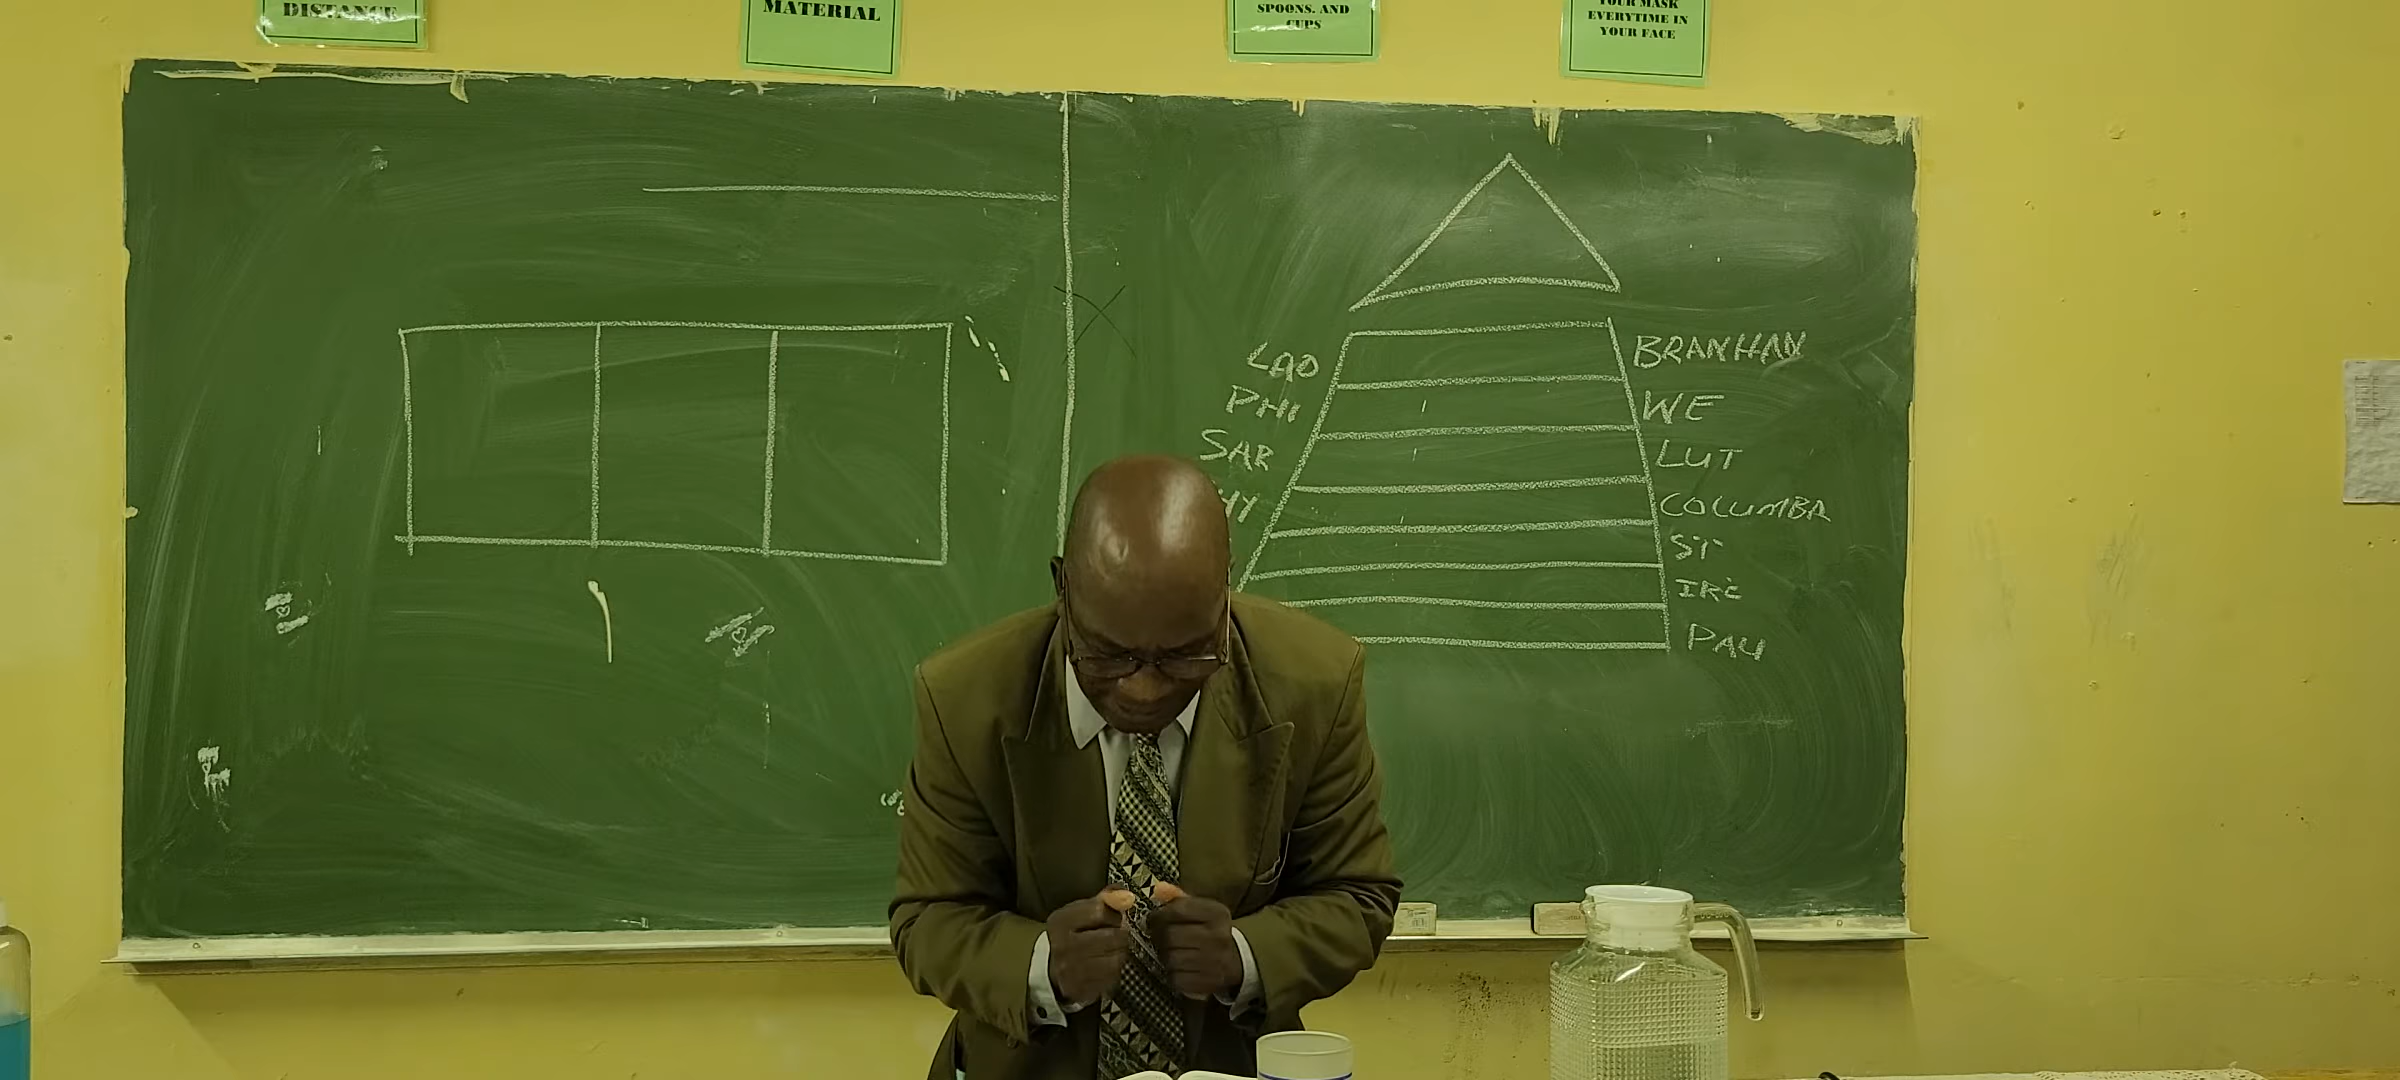 DISTANCE
MATERIAL
SPOONS, AND
CUPS
YOUR MASK
EVERYTIME IN
YOUR FACE
LAO
PHI
SAR
HY
BRANHAN
WE
LUT
COLUMBA
ST
IRE
PAU